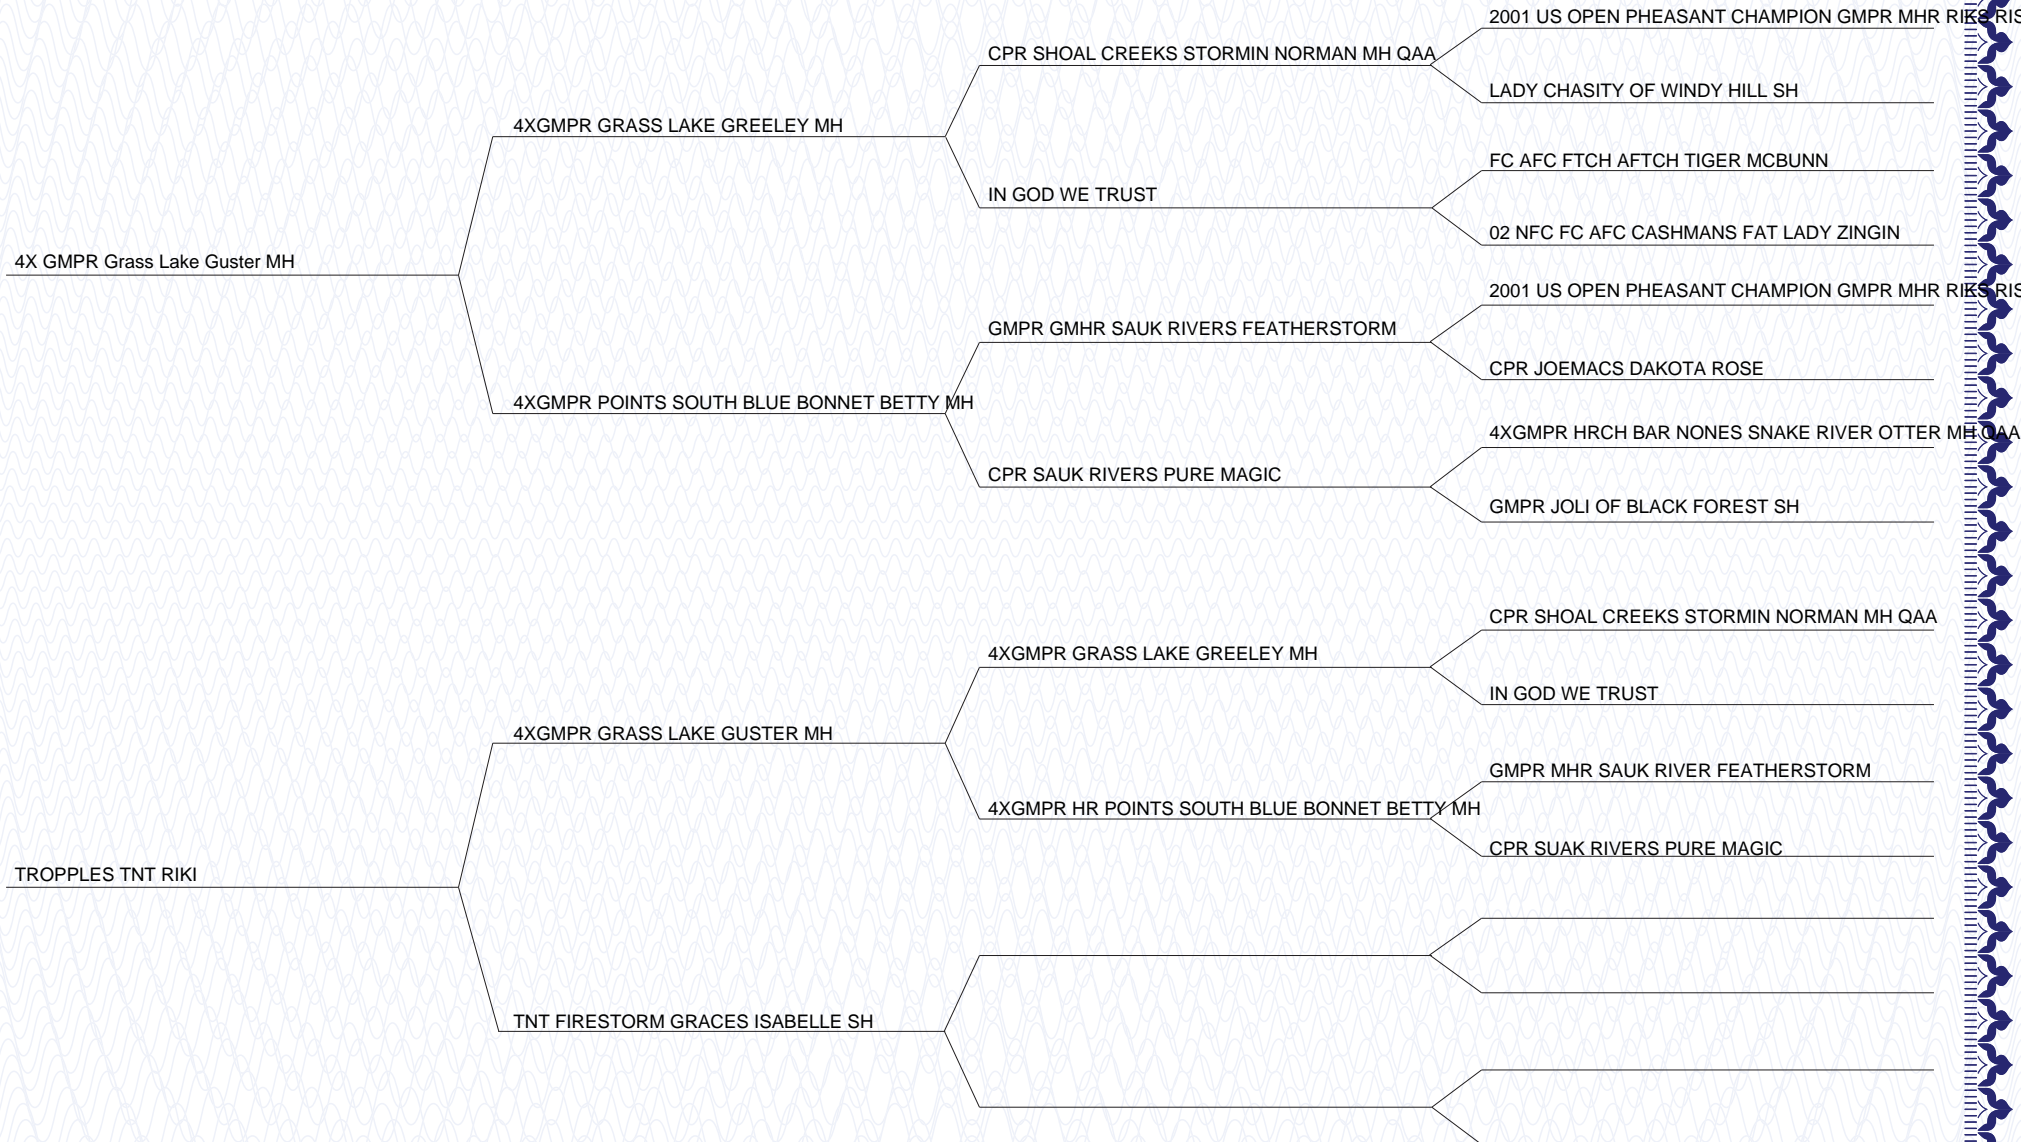 2001 US OPEN PHEASANT CHAMPION GMPR MHR RIKS RIS
CPR SHOAL CREEKS STORMIN NORMAN MH QAA
LADY CHASITY OF WINDY HILL SH
4XGMPR GRASS LAKE GREELEY MH
FC AFC FTCH AFTCH TIGER MCBUNN
IN GOD WE TRUST
02 NFC FC AFC CASHMANS FAT LADY ZINGIN
4X GMPR Grass Lake Guster MH
2001 US OPEN PHEASANT CHAMPION GMPR MHR RIKS RIS
GMPR GMHR SAUK RIVERS FEATHERSTORM
CPR JOEMACS DAKOTA ROSE
4XGMPR POINTS SOUTH BLUE BONNET BETTY MH
4XGMPR HRCH BAR NONES SNAKE RIVER OTTER MH QAA
CPR SAUK RIVERS PURE MAGIC
GMPR JOLI OF BLACK FOREST SH
CPR SHOAL CREEKS STORMIN NORMAN MH QAA
4XGMPR GRASS LAKE GREELEY MH
IN GOD WE TRUST
4XGMPR GRASS LAKE GUSTER MH
GMPR MHR SAUK RIVER FEATHERSTORM
4XGMPR HR POINTS SOUTH BLUE BONNET BETTY MH
CPR SUAK RIVERS PURE MAGIC
TROPPLES TNT RIKI
TNT FIRESTORM GRACES ISABELLE SH